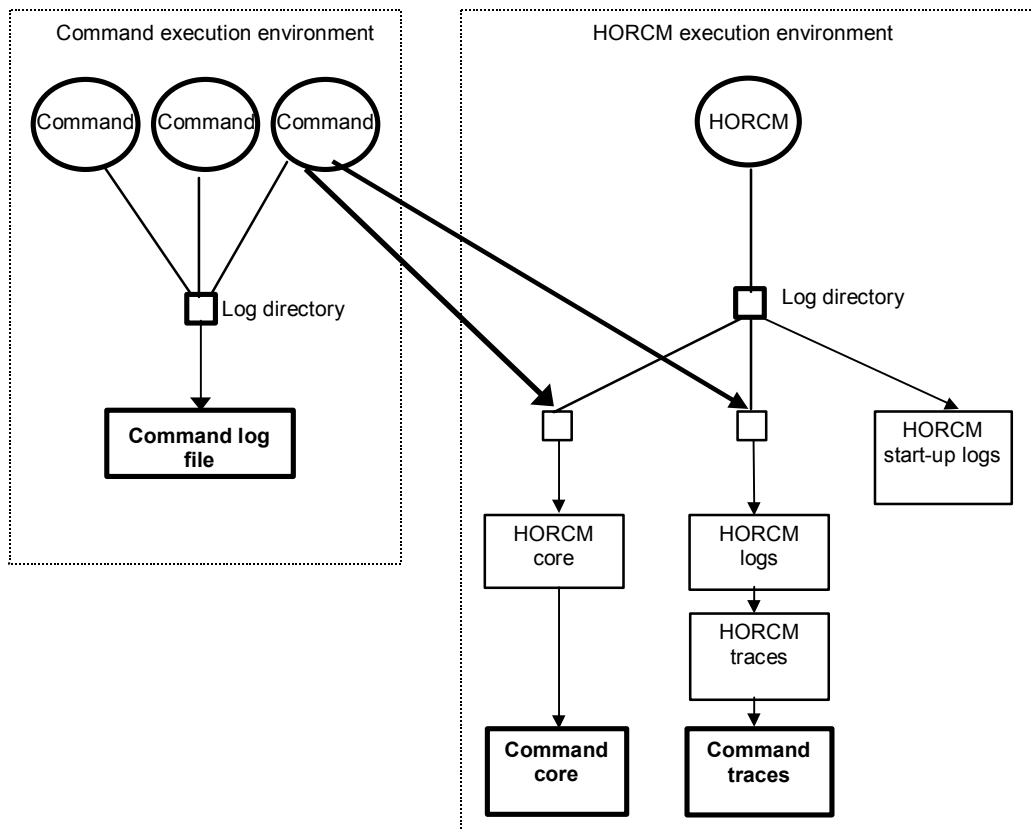 Command execution environment
HORCM execution environment
Command
Command
Command
HORCM
Log directory
Log directory
Command log
file
HORCM
start-up logs
HORCM
core
HORCM
logs
HORCM
traces
Command
core
Command
traces